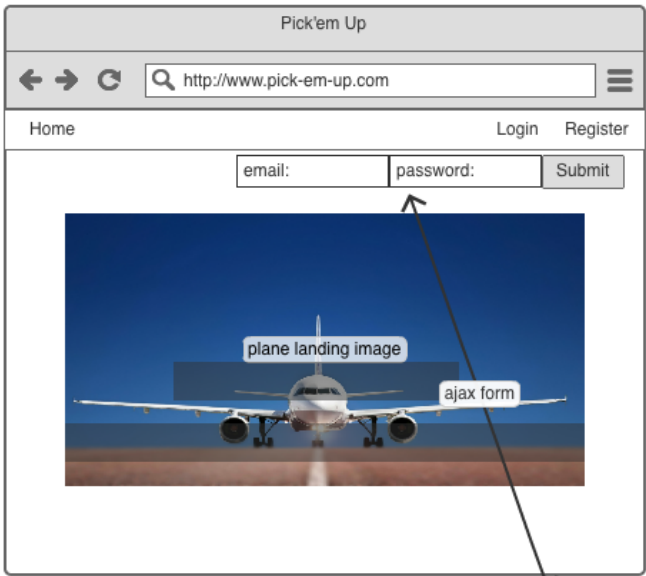 Pick'em Up
http://www.pick-em-up.com
Home Login Register
email: password: Submit
plane landing image
ajax form